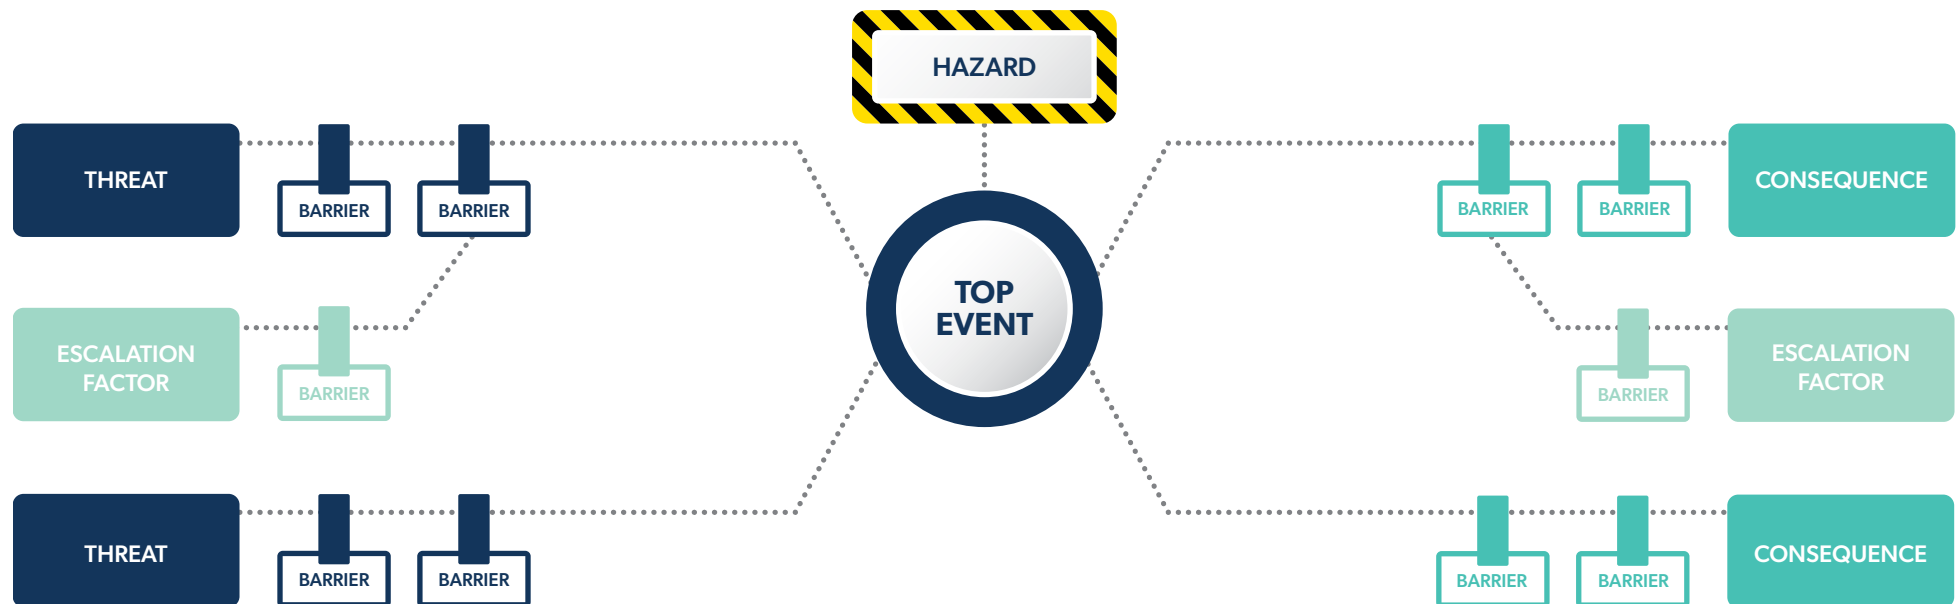 HAZARD
THREAT
BARRIER
BARRIER
BARRIER
BARRIER
CONSEQUENCE
ESCALATION
FACTOR
BARRIER
TOP
EVENT
BARRIER
ESCALATION
FACTOR
THREAT
BARRIER
BARRIER
BARRIER
BARRIER
CONSEQUENCE